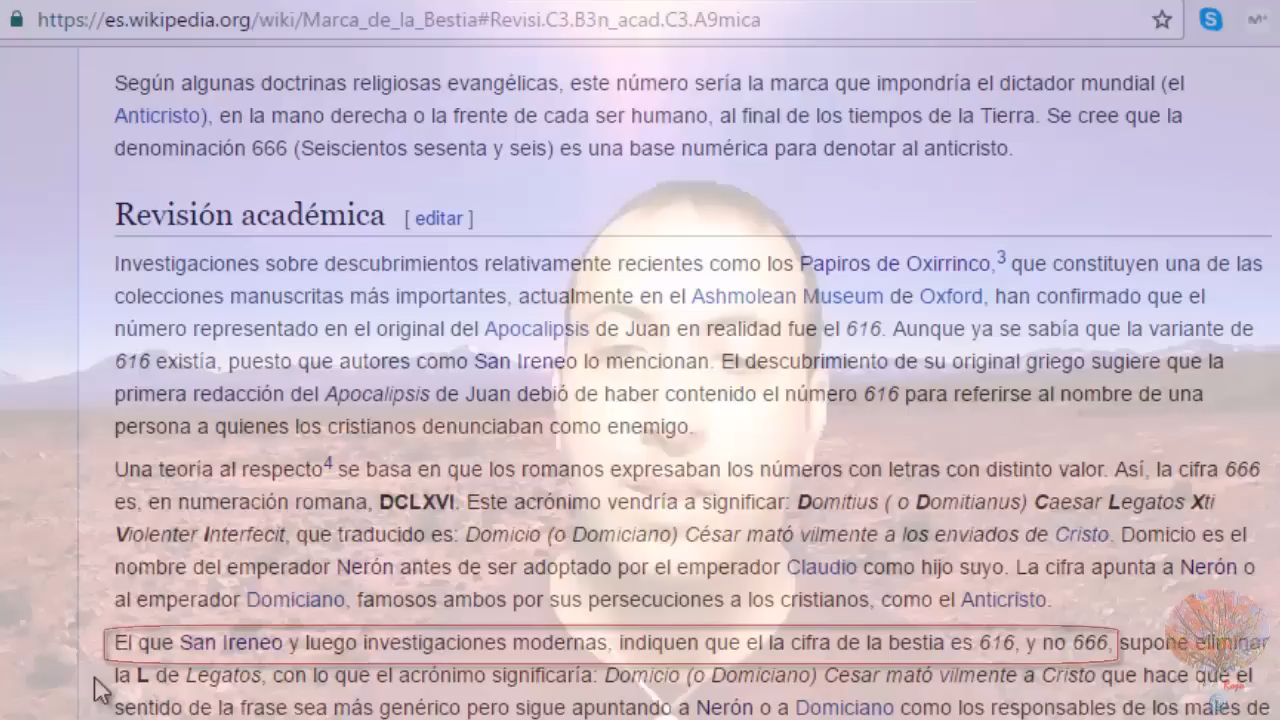 https://es.wikipedia.org/wiki/Marca_de_la_Bestia#Revisi.C3.B3n_acad.C3.A9mica
Según algunas doctrinas religiosas evangélicas, este número sería la marca que impondría el dictador mundial (el
Anticristo), en la mano derecha o la frente de cada ser humano, al final de los tiempos de la Tierra. Se cree que la
denominación 666 (Seiscientos sesenta y seis) es una base numérica para denotar al anticristo.
Revisión académica [ editar ]
Investigaciones sobre descubrimientos relativamente recientes como los Papiros de Oxirrinco,3 que constituyen una de las
colecciones manuscritas más importantes, actualmente en el Ashmolean Museum de Oxford, han confirmado que el
número representado en el original del Apocalipsis de Juan en realidad fue el 616. Aunque ya se sabía que la variante de
616 existía, puesto que autores como San Ireneo lo mencionan. El descubrimiento de su original griego sugiere que la
primera redacción del Apocalipsis de Juan debió de haber contenido el número 616 para referirse al nombre de una
persona a quienes los cristianos denunciaban como enemigo.
Una teoría al respecto4 se basa en que los romanos expresaban los números con letras con distinto valor. Así, la cifra 666
es, en numeración romana, DCLXVI. Este acrónimo vendría a significar: Domitius ( o Domitianus) Caesar Legatos Xti
Violenter Interfecit, que traducido es: Domicio (o Domiciano) César mató vilmente a los enviados de Cristo. Domicio es el
nombre del emperador Nerón antes de ser adoptado por el emperador Claudio como hijo suyo. La cifra apunta a Nerón o
al emperador Domiciano, famosos ambos por sus persecuciones a los cristianos, como el Anticristo.
El que San Ireneo y luego investigaciones modernas, indiquen que el la cifra de la bestia es 616, y no 666, supone eliminar
la L de Legatos, con lo que el acrónimo significaría: Domicio (o Domiciano) Cesar mató vilmente a Cristo que hace que el
sentido de la frase sea más genérico pero sigue apuntando a Nerón o a Domiciano como los responsables de los males de